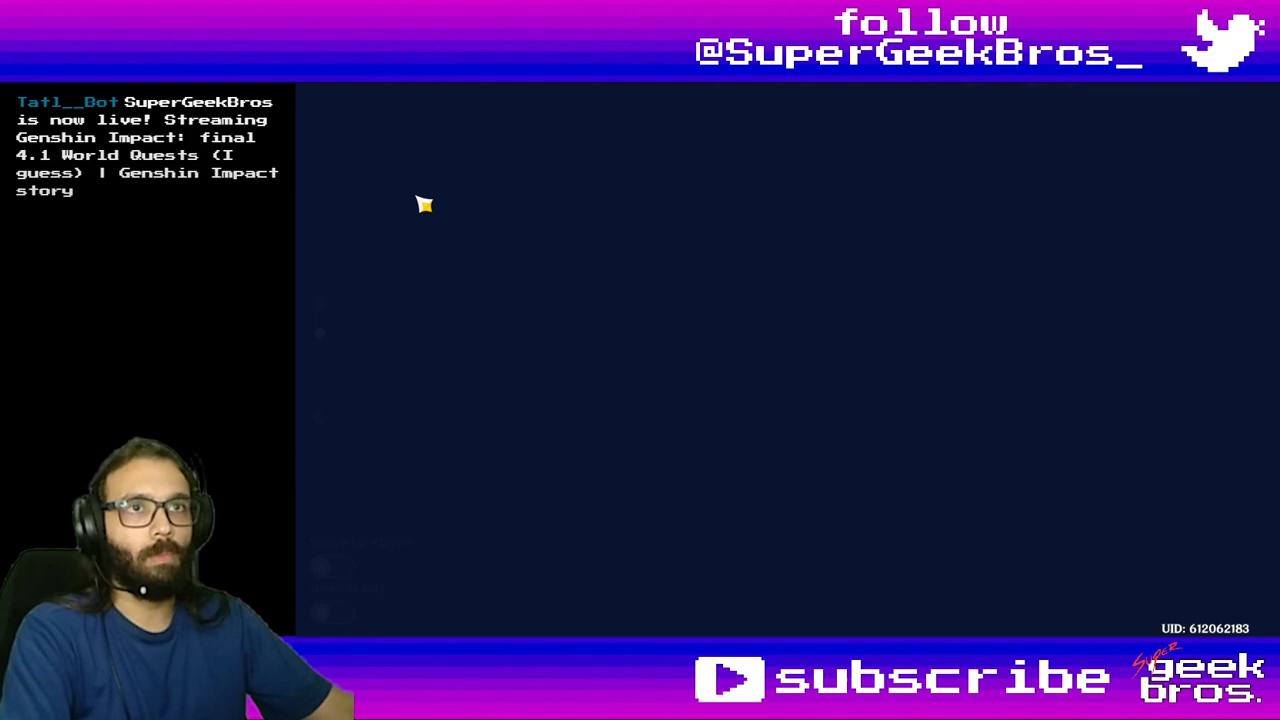 follow
@SuperGeekBros_
Tatl__Bot SuperGeekBros
is now live! Streaming
Genshin Impact: final
4.1 World Quests (I
guess) | Genshin Impact
story
UID: 612062183
subscribe
super
geek
bros.